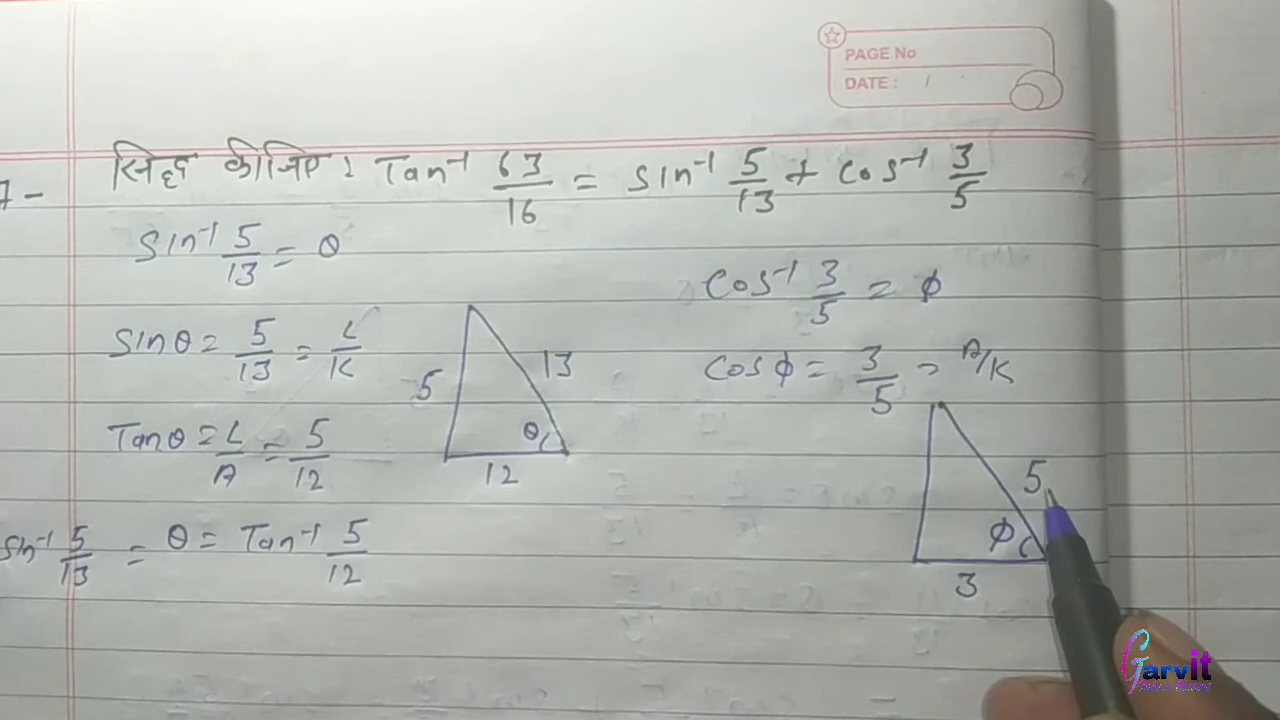 PAGE No
DATE : /
7- सिद्ध कीजिए : Tan⁻¹ 63/16 = sin⁻¹ 5/13 + cos⁻¹ 3/5
Sin⁻¹ 5/13 = θ
Sinθ = 5/13 = L/K
Tanθ = L/A = 5/12
Sin⁻¹ 5/13 = θ = Tan⁻¹ 5/12
5
13
θ
12
Cos⁻¹ 3/5 = ϕ
Cosϕ = 3/5 = A/K
5
ϕ
3
Garvit